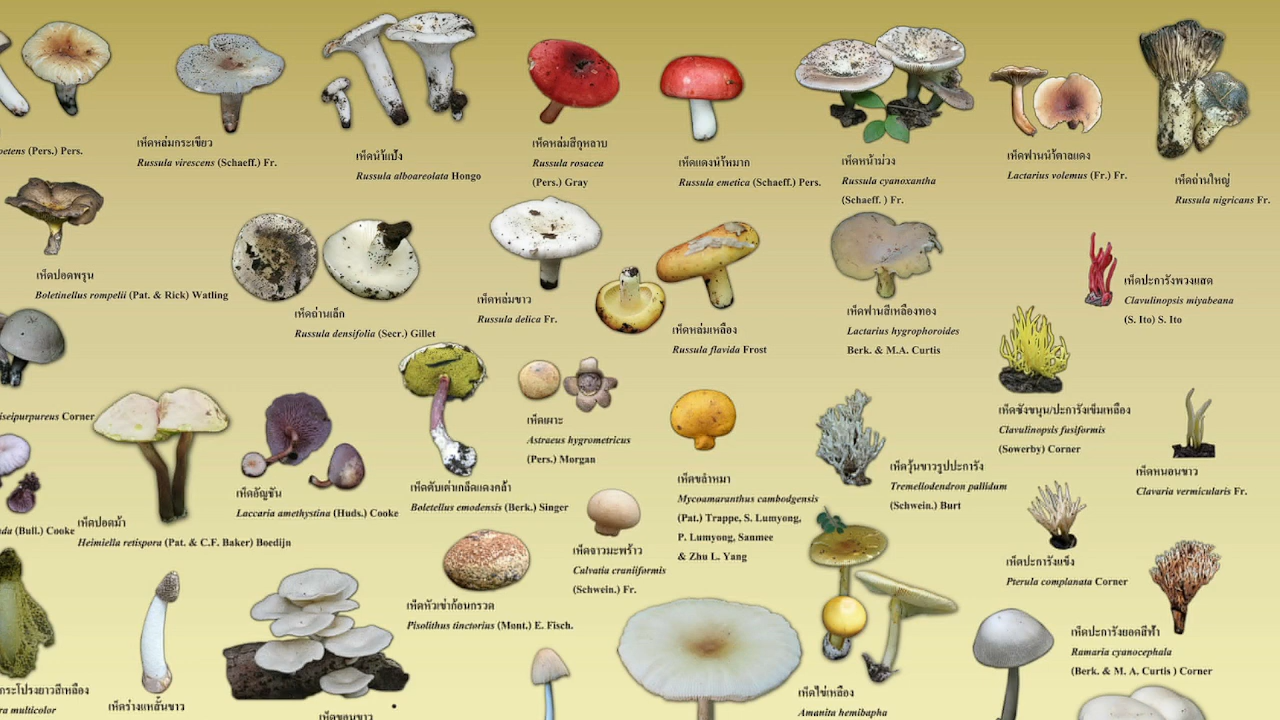 (Pers.) Pers.
เห็ดหล่มกระเขียว
Russula virescens (Schaeff.) Fr.
เห็ดน้ำแป้ง
Russula alboareolata Hongo
เห็ดหล่มสีกุหลาบ
Russula rosacea
(Pers.) Gray
เห็ดแดงน้ำหมาก
Russula emetica (Schaeff.) Pers.
เห็ดหน้าม่วง
Russula cyanoxantha
(Schaeff. ) Fr.
เห็ดฟานน้ำตาลแดง
Lactarius volemus (Fr.) Fr.
เห็ดถ่านใหญ่
Russula nigricans Fr.
เห็ดปอดพรุน
Boletinellus rompelii (Pat. & Rick) Watling
เห็ดถ่านเล็ก
Russula densifolia (Secr.) Gillet
เห็ดหล่มขาว
Russula delica Fr.
เห็ดหล่มเหลือง
Russula flavida Frost
เห็ดฟานสีเหลืองทอง
Lactarius hygrophoroides
Berk. & M.A. Curtis
เห็ดปะการังพวงแสด
Clavulinopsis miyabeana
(S. Ito) S. Ito
Corner
เห็ดเผาะ
Astraeus hygrometricus
(Pers.) Morgan
เห็ดซังขนุน/ปะการังเข็มเหลือง
Clavulinopsis fusiformis
(Sowerby) Corner
เห็ดหนอนขาว
Clavaria vermicularis Fr.
เห็ดวุ้นขาวรูปปะการัง
Tremellodendron pallidum
(Schwein.) Burt
เห็ดขลำหมา
Mycoamaranthus cambodgensis
(Pat.) Trappe, S. Lumyong,
P. Lumyong, Sanmee
& Zhu L. Yang
เห็ดตับเต่าเกล็ดแดงคล้ำ
Boletellus emodensis (Berk.) Singer
เห็ดอัญชัน
Laccaria amethystina (Huds.) Cooke
(Bull.) Cooke
เห็ดปอดม้า
Heimiella retispora (Pat. & C.F. Baker) Boedijn
เห็ดจาวมะพร้าว
Calvatia craniiformis
(Schwein.) Fr.
เห็ดปะการังแข็ง
Pterula complanata Corner
เห็ดหัวเข่าก้อนกรวด
Pisolithus tinctorius (Mont.) E. Fisch.
เห็ดปะการังยอดสีฟ้า
Ramaria cyanocephala
(Berk. & M. A. Curtis ) Corner
กระโปรงยาวสีเหลือง
multicolor
เห็ดร่างแหสั้นขาว
เห็ดขอนขาว
เห็ดไข่เหลือง
Amanita hemibapha